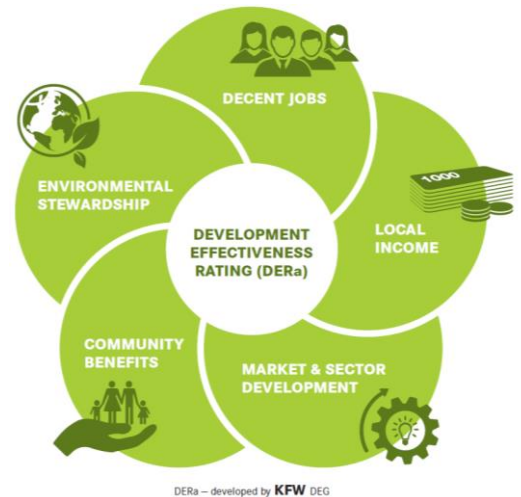 DECENT JOBS
1000
LOCAL
INCOME
MARKET & SECTOR
DEVELOPMENT
COMMUNITY
BENEFITS
ENVIRONMENTAL
STEWARDSHIP
DEVELOPMENT
EFFECTIVENESS
RATING (DERa)
DERa – developed by KFW DEG